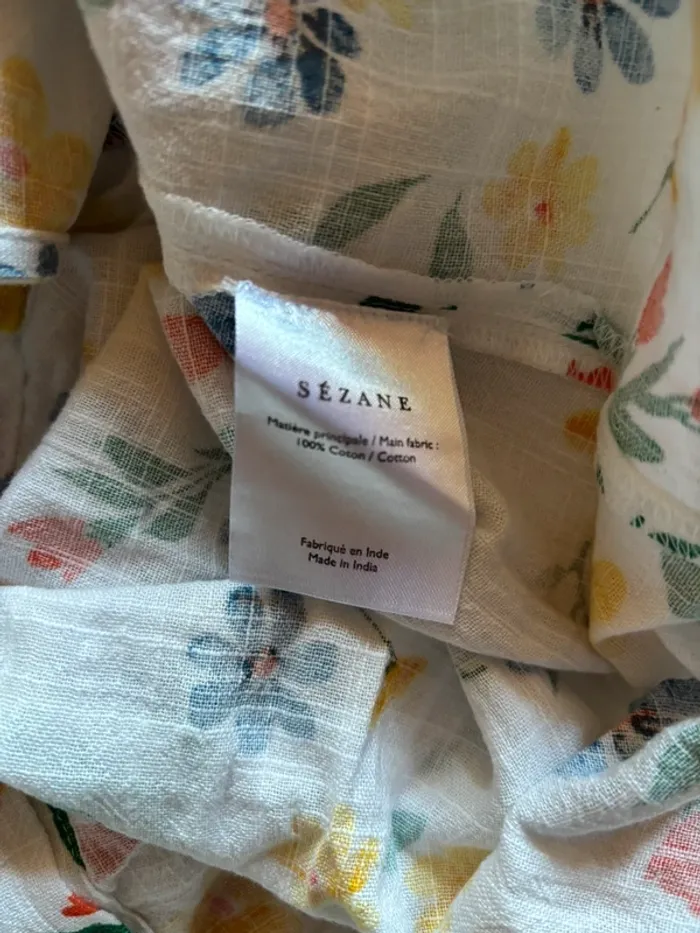 SÉZANE
Matière principale / Main fabric :
100% Coton / Cotton
Fabriqué en Inde
Made in India